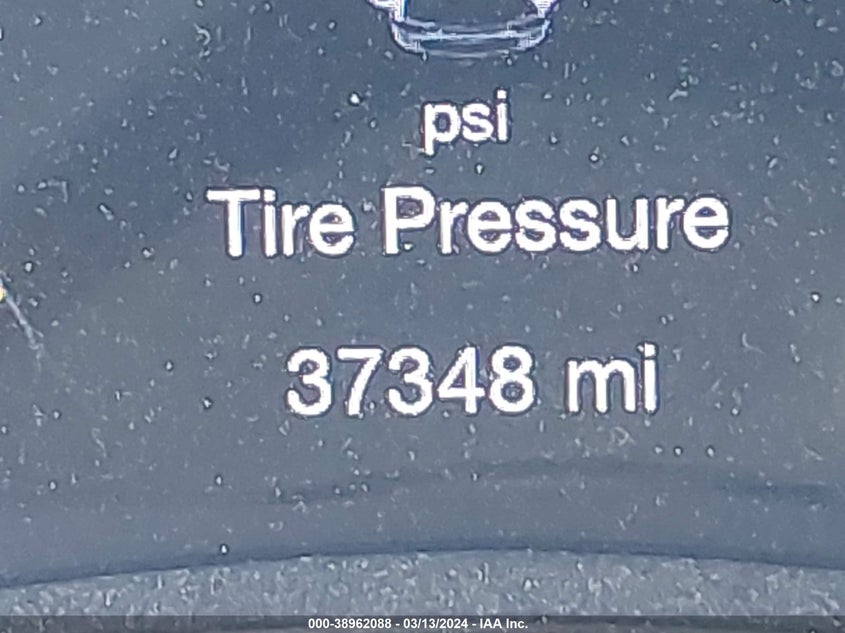 psi
Tire Pressure
37348 mi
000-38962088 - 03/13/2024 - IAA Inc.